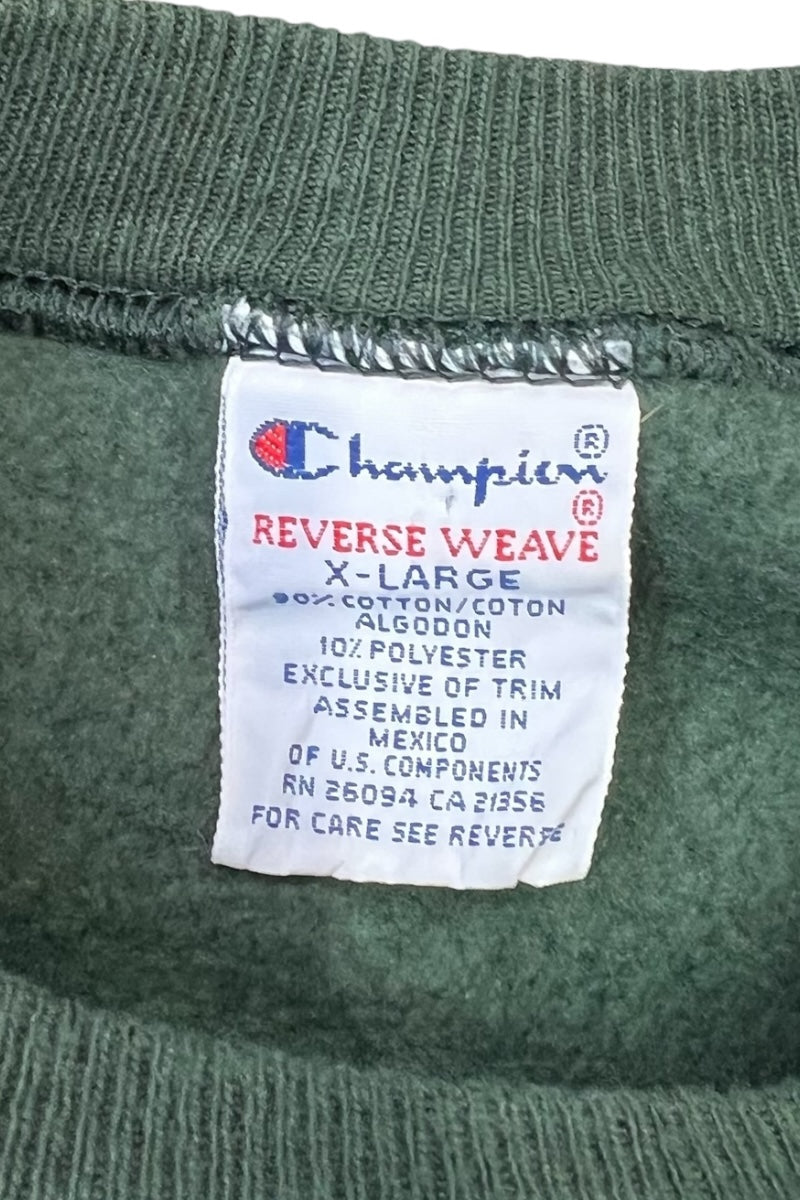 Champion®
®
REVERSE WEAVE
X-LARGE
90% COTTON/COTON
ALGODON
10% POLYESTER
EXCLUSIVE OF TRIM
ASSEMBLED IN
MEXICO
OF U.S. COMPONENTS
RN 26094 CA 21356
FOR CARE SEE REVERSE